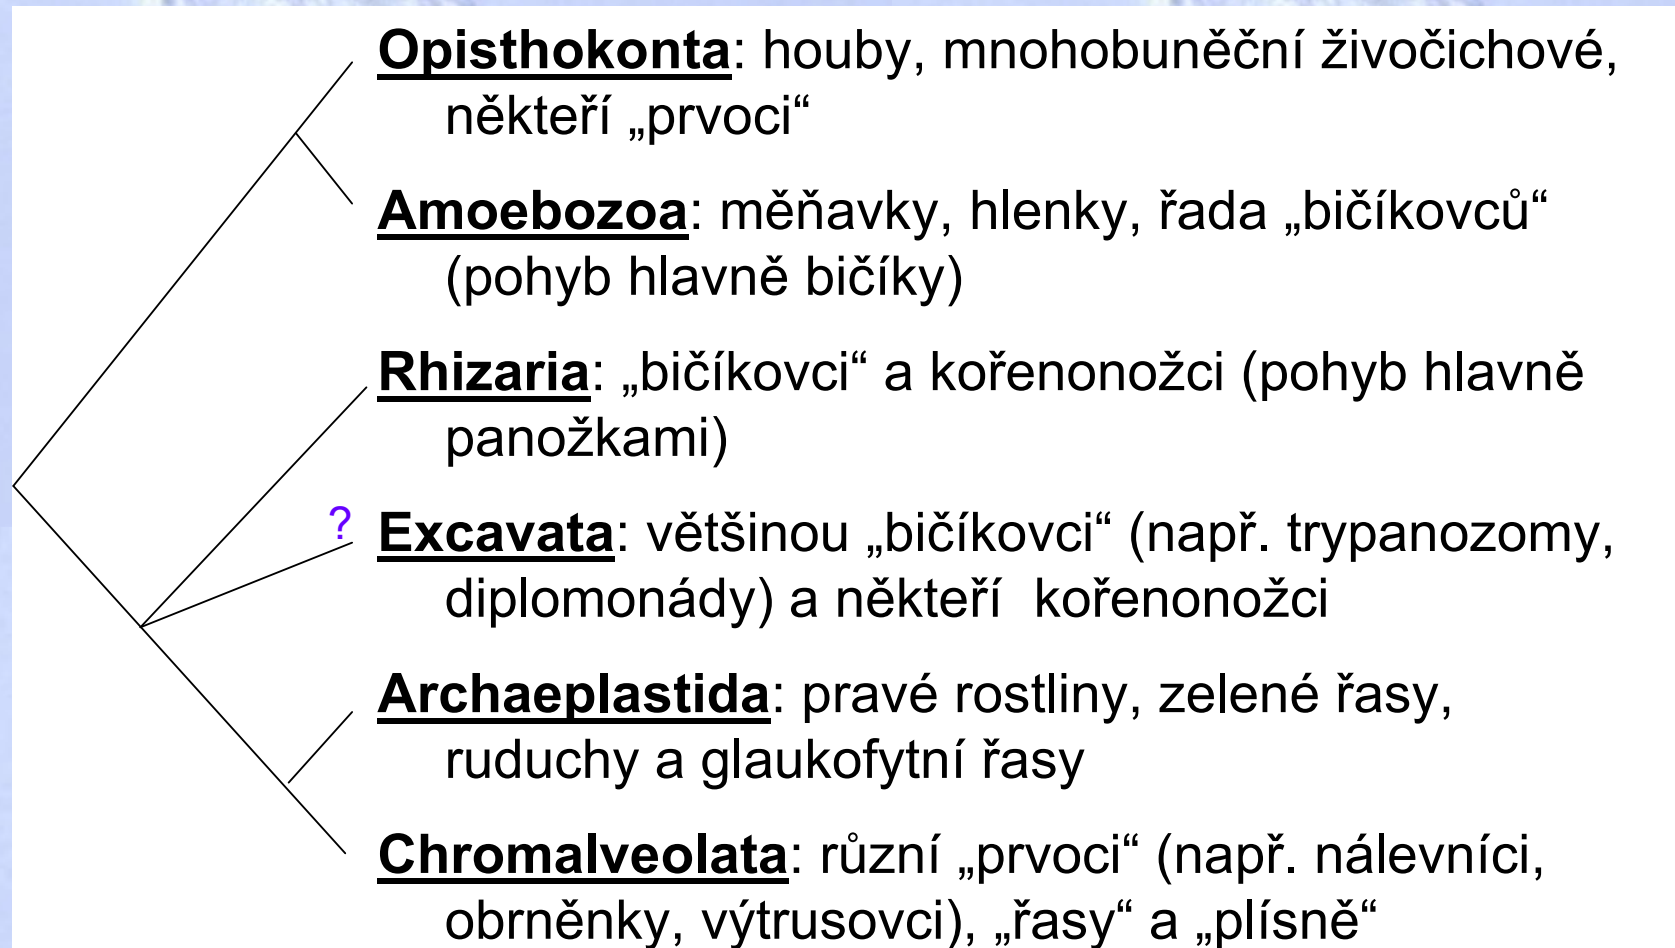 Opisthokonta: houby, mnohobuněční živočichové,
někteří „prvoci“
Amoebozoa: měňavky, hlenky, řada „bičíkovců“
(pohyb hlavně bičíky)
Rhizaria: „bičíkovci“ a kořenonožci (pohyb hlavně
panožkami)
? Excavata: většinou „bičíkovci“ (např. trypanozomy,
diplomonády) a někteří kořenonožci
Archaeplastida: pravé rostliny, zelené řasy,
ruduchy a glaukofytní řasy
Chromalveolata: různí „prvoci“ (např. nálevníci,
obrněnky, výtrusovci), „řasy“ a „plísně“